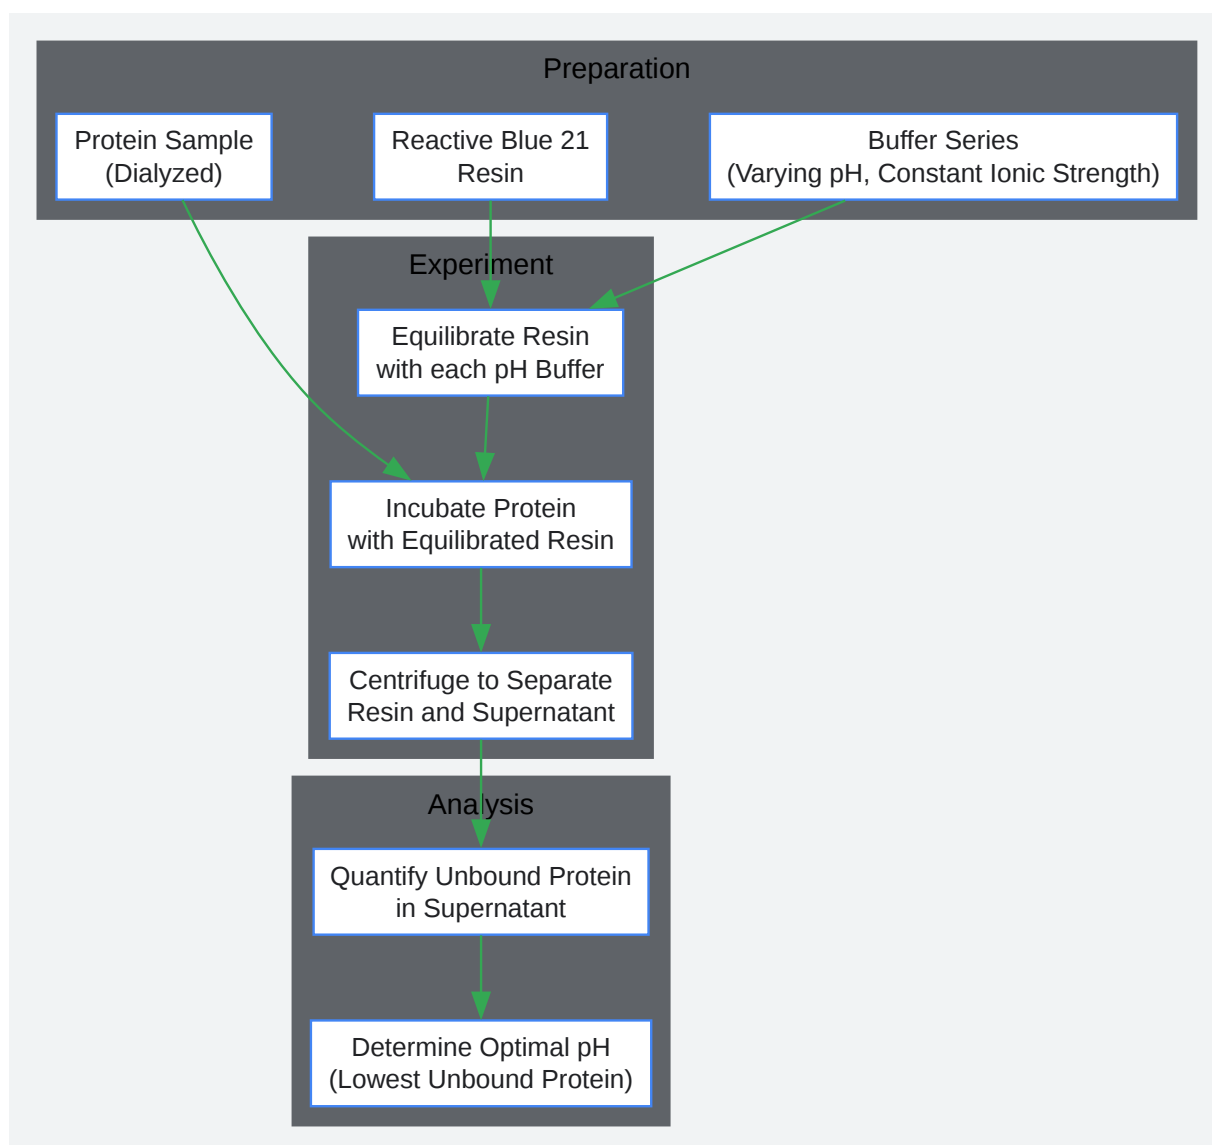 Preparation
Protein Sample
(Dialyzed)
Reactive Blue 21
Resin
Buffer Series
(Varying pH, Constant Ionic Strength)
Experiment
Equilibrate Resin
with each pH Buffer
Incubate Protein
with Equilibrated Resin
Centrifuge to Separate
Resin and Supernatant
Analysis
Quantify Unbound Protein
in Supernatant
Determine Optimal pH
(Lowest Unbound Protein)